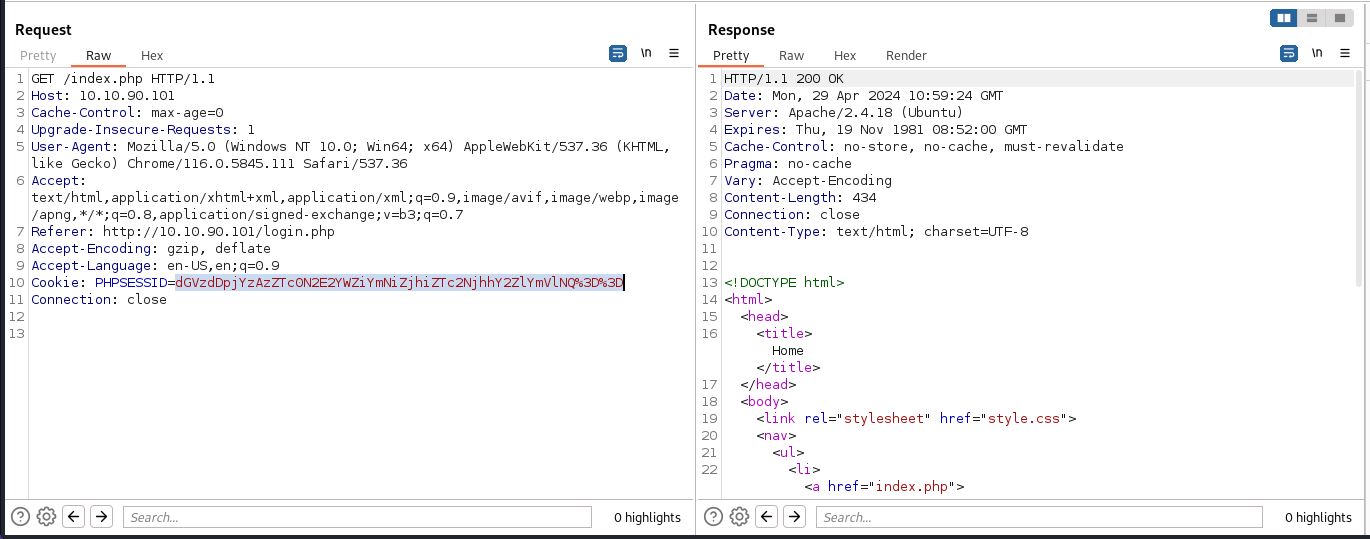 Request
Pretty Raw Hex \n
1 GET /index.php HTTP/1.1
2 Host: 10.10.90.101
3 Cache-Control: max-age=0
4 Upgrade-Insecure-Requests: 1
5 User-Agent: Mozilla/5.0 (Windows NT 10.0; Win64; x64) AppleWebKit/537.36 (KHTML,
like Gecko) Chrome/116.0.5845.111 Safari/537.36
6 Accept:
text/html,application/xhtml+xml,application/xml;q=0.9,image/avif,image/webp,image
/apng,*/*;q=0.8,application/signed-exchange;v=b3;q=0.7
7 Referer: http://10.10.90.101/login.php
8 Accept-Encoding: gzip, deflate
9 Accept-Language: en-US,en;q=0.9
10 Cookie: PHPSESSID=dGVzdDpjYzAzZTc0N2E2YWZiYmNiZjhiZTc2NjhhY2ZlYmVlNQ%3D%3D
11 Connection: close
12
13
Search...
0 highlights
Response
Pretty Raw Hex Render \n
1 HTTP/1.1 200 OK
2 Date: Mon, 29 Apr 2024 10:59:24 GMT
3 Server: Apache/2.4.18 (Ubuntu)
4 Expires: Thu, 19 Nov 1981 08:52:00 GMT
5 Cache-Control: no-store, no-cache, must-revalidate
6 Pragma: no-cache
7 Vary: Accept-Encoding
8 Content-Length: 434
9 Connection: close
10 Content-Type: text/html; charset=UTF-8
11
12
13 <!DOCTYPE html>
14 <html>
15 <head>
16 <title>
Home
</title>
17 </head>
18 <body>
19 <link rel="stylesheet" href="style.css">
20 <nav>
21 <ul>
22 <li>
<a href="index.php">
Search...
0 highlights